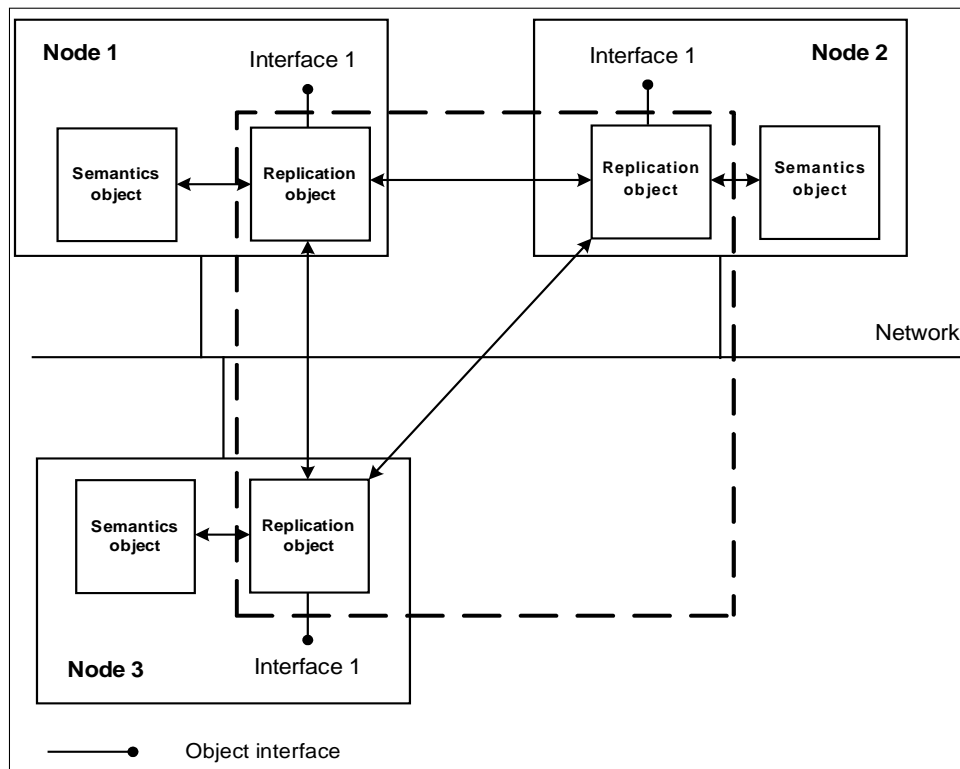 Node 1
Interface 1
Semantics
object
Replication
object
Interface 1
Node 2
Replication
object
Semantics
object
Network
Semantics
object
Replication
object
Node 3
Interface 1
Object interface